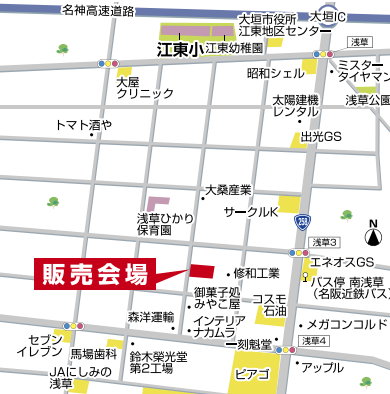 名神高速道路
大垣市役所
江東地区センター
大垣IC
浅草
江東小
江東幼稚園
ミスター
タイヤマン
昭和シェル
大屋
クリニック
浅草公園
太陽建機
レンタル
トマト酒や
出光GS
大桑産業
サークルK
浅草ひかり
保育園
258
N
浅草3
エネオスGS
販売会場
修和工業
バス停 南浅草
(名阪近鉄バス)
御菓子処
みやこ屋
コスモ
石油
森洋運輸
インテリア
ナカムラ
メガコンコルド
セブン
イレブン
刻魁堂
浅草4
馬場歯科
鈴木榮光堂
第2工場
JAにしみの
浅草
ピアゴ
アップル